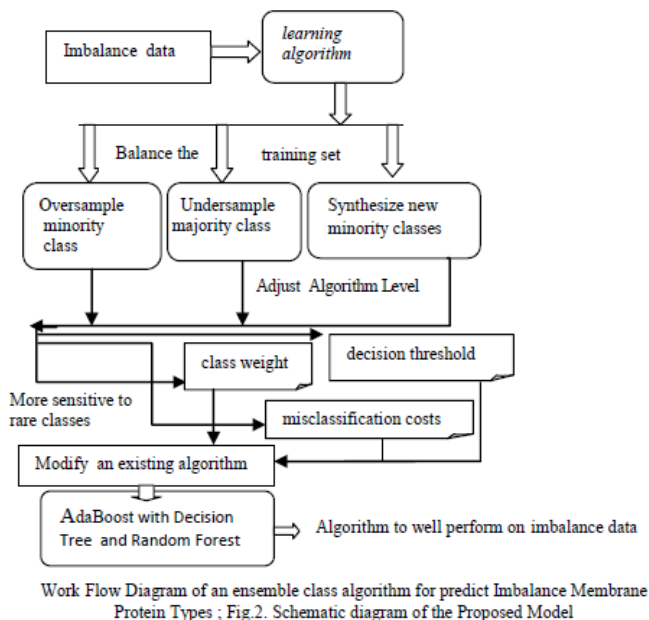 Imbalance data
learning
algorithm
Balance the training set
Oversample
minority
class
Undersample
majority class
Synthesize new
minority classes
Adjust Algorithm Level
class weight
decision threshold
More sensitive to
rare classes
misclassification costs
Modify an existing algorithm
AdaBoost with Decision
Tree and Random Forest
Algorithm to well perform on imbalance data
Work Flow Diagram of an ensemble class algorithm for predict Imbalance Membrane
Protein Types ; Fig.2. Schematic diagram of the Proposed Model